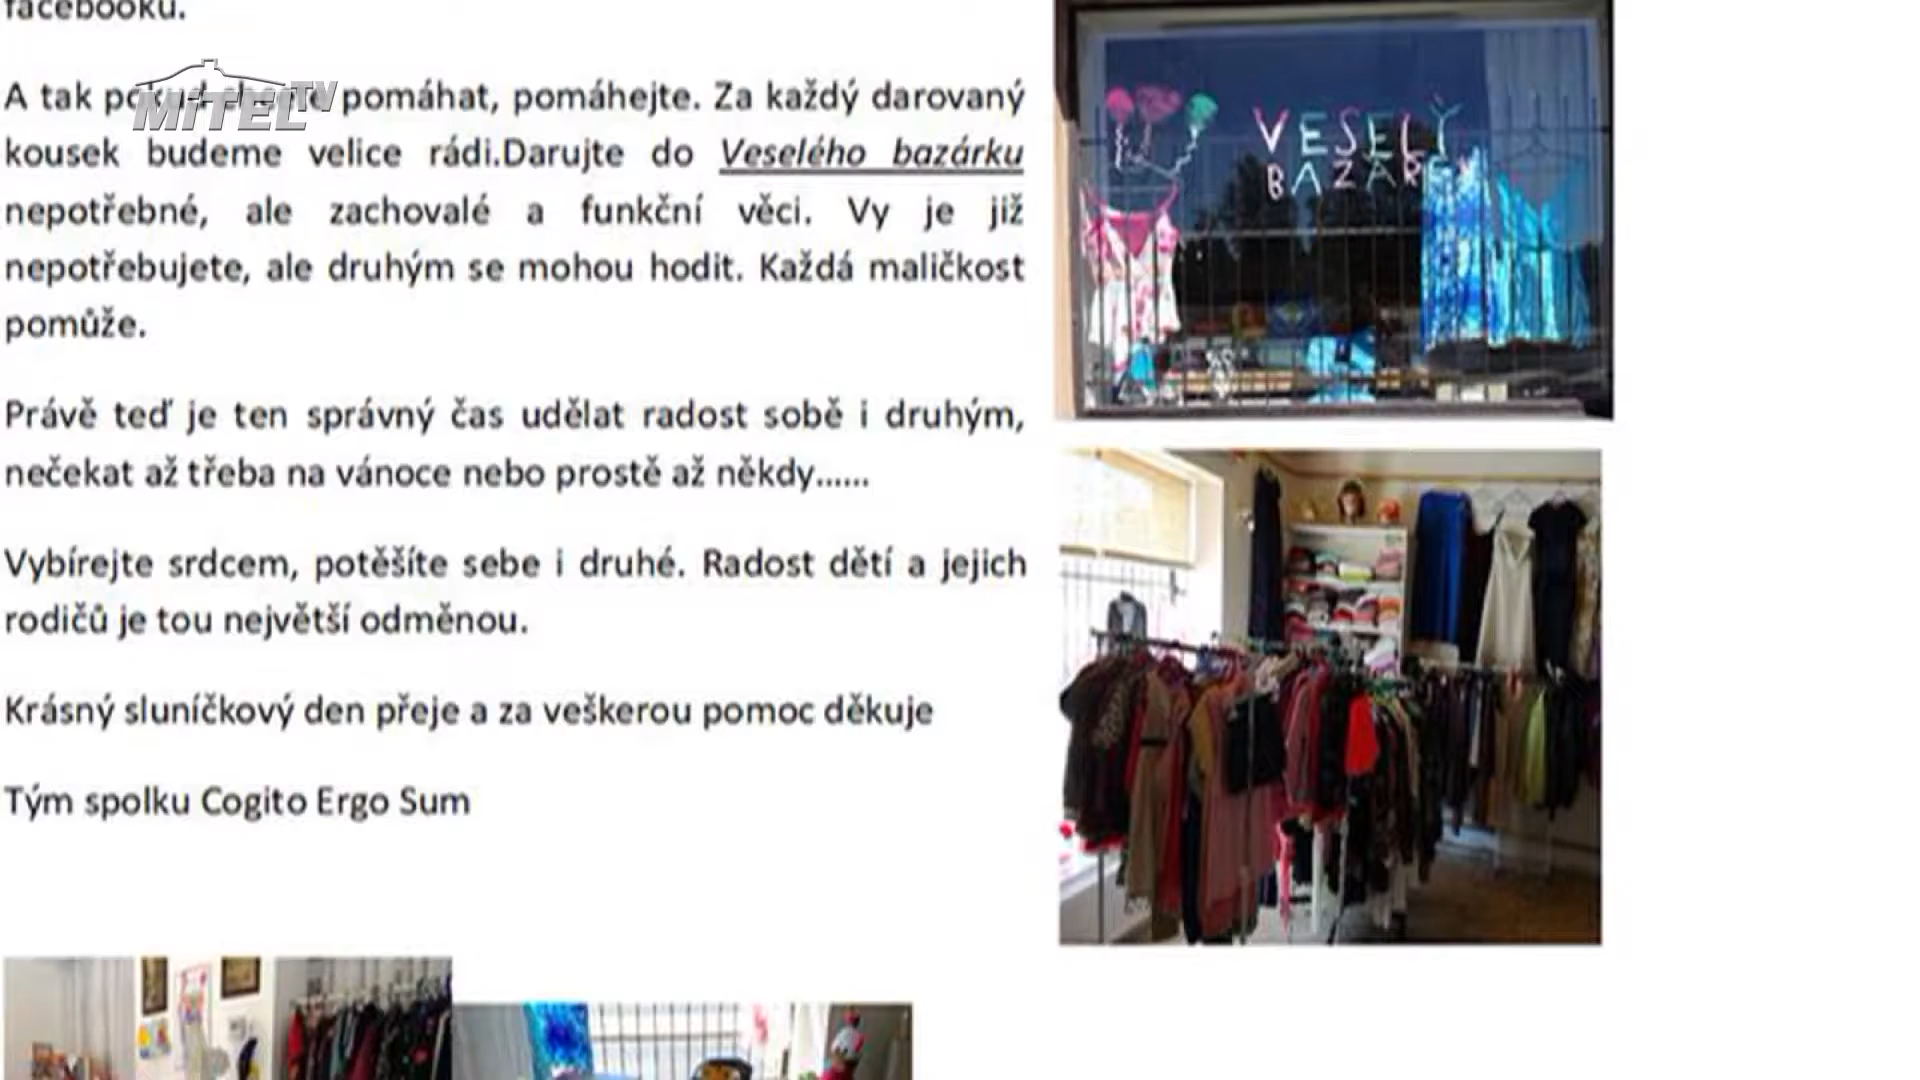 facebooku.
MITEL TV
A tak pokud chcete pomáhat, pomáhejte. Za každý darovaný
kousek budeme velice rádi.Darujte do Veselého bazárku
nepotřebné, ale zachovalé a funkční věci. Vy je již
nepotřebujete, ale druhým se mohou hodit. Každá maličkost
pomůže.
Právě teď je ten správný čas udělat radost sobě i druhým,
nečekat až třeba na vánoce nebo prostě až někdy......
Vybírejte srdcem, potěšíte sebe i druhé. Radost dětí a jejich
rodičů je tou největší odměnou.
Krásný sluníčkový den přeje a za veškerou pomoc děkuje
Tým spolku Cogito Ergo Sum
VESELÝ
BAZÁREK